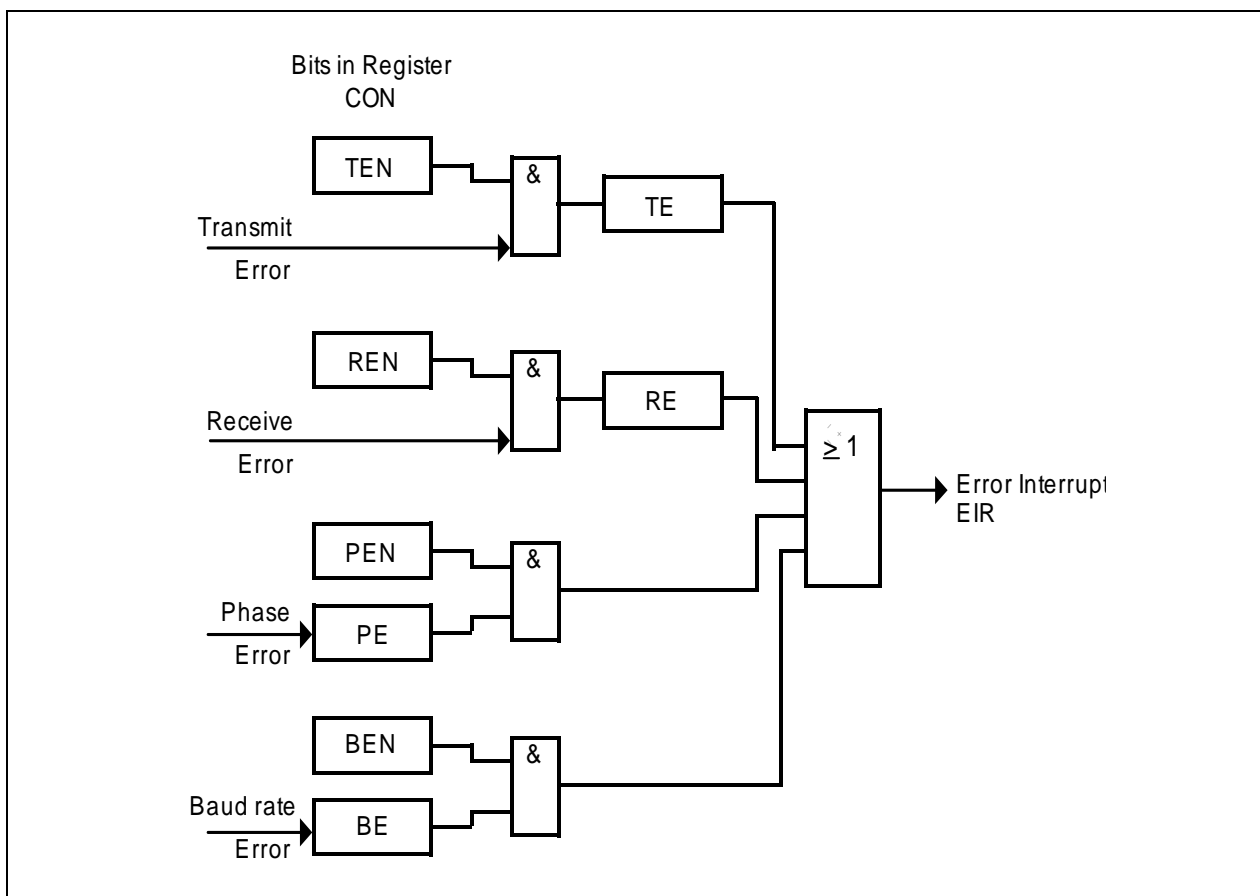 Bits in Register
CON
TEN
&
TE
Transmit
Error
REN
&
RE
Receive
Error
≥ 1
Error Interrupt
EIR
PEN
&
Phase
PE
Error
BEN
&
Baud rate
BE
Error